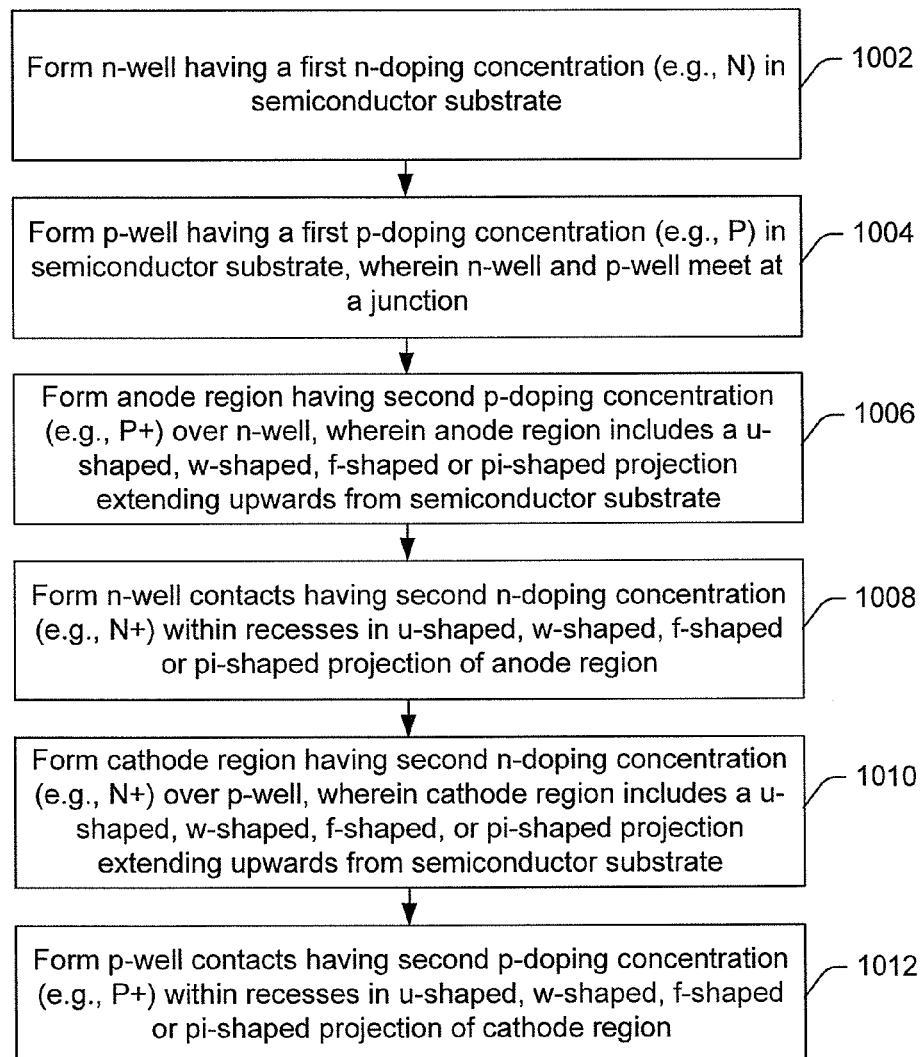 Form n-well having a first n-doping concentration (e.g., N) in
semiconductor substrate
1002
Form p-well having a first p-doping concentration (e.g., P) in
semiconductor substrate, wherein n-well and p-well meet at
a junction
1004
Form anode region having second p-doping concentration
(e.g., P+) over n-well, wherein anode region includes a u-
shaped, w-shaped, f-shaped or pi-shaped projection
extending upwards from semiconductor substrate
1006
Form n-well contacts having second n-doping concentration
(e.g., N+) within recesses in u-shaped, w-shaped, f-shaped
or pi-shaped projection of anode region
1008
Form cathode region having second n-doping concentration
(e.g., N+) over p-well, wherein cathode region includes a u-
shaped, w-shaped, f-shaped, or pi-shaped projection
extending upwards from semiconductor substrate
1010
Form p-well contacts having second p-doping concentration
(e.g., P+) within recesses in u-shaped, w-shaped, f-shaped
or pi-shaped projection of cathode region
1012